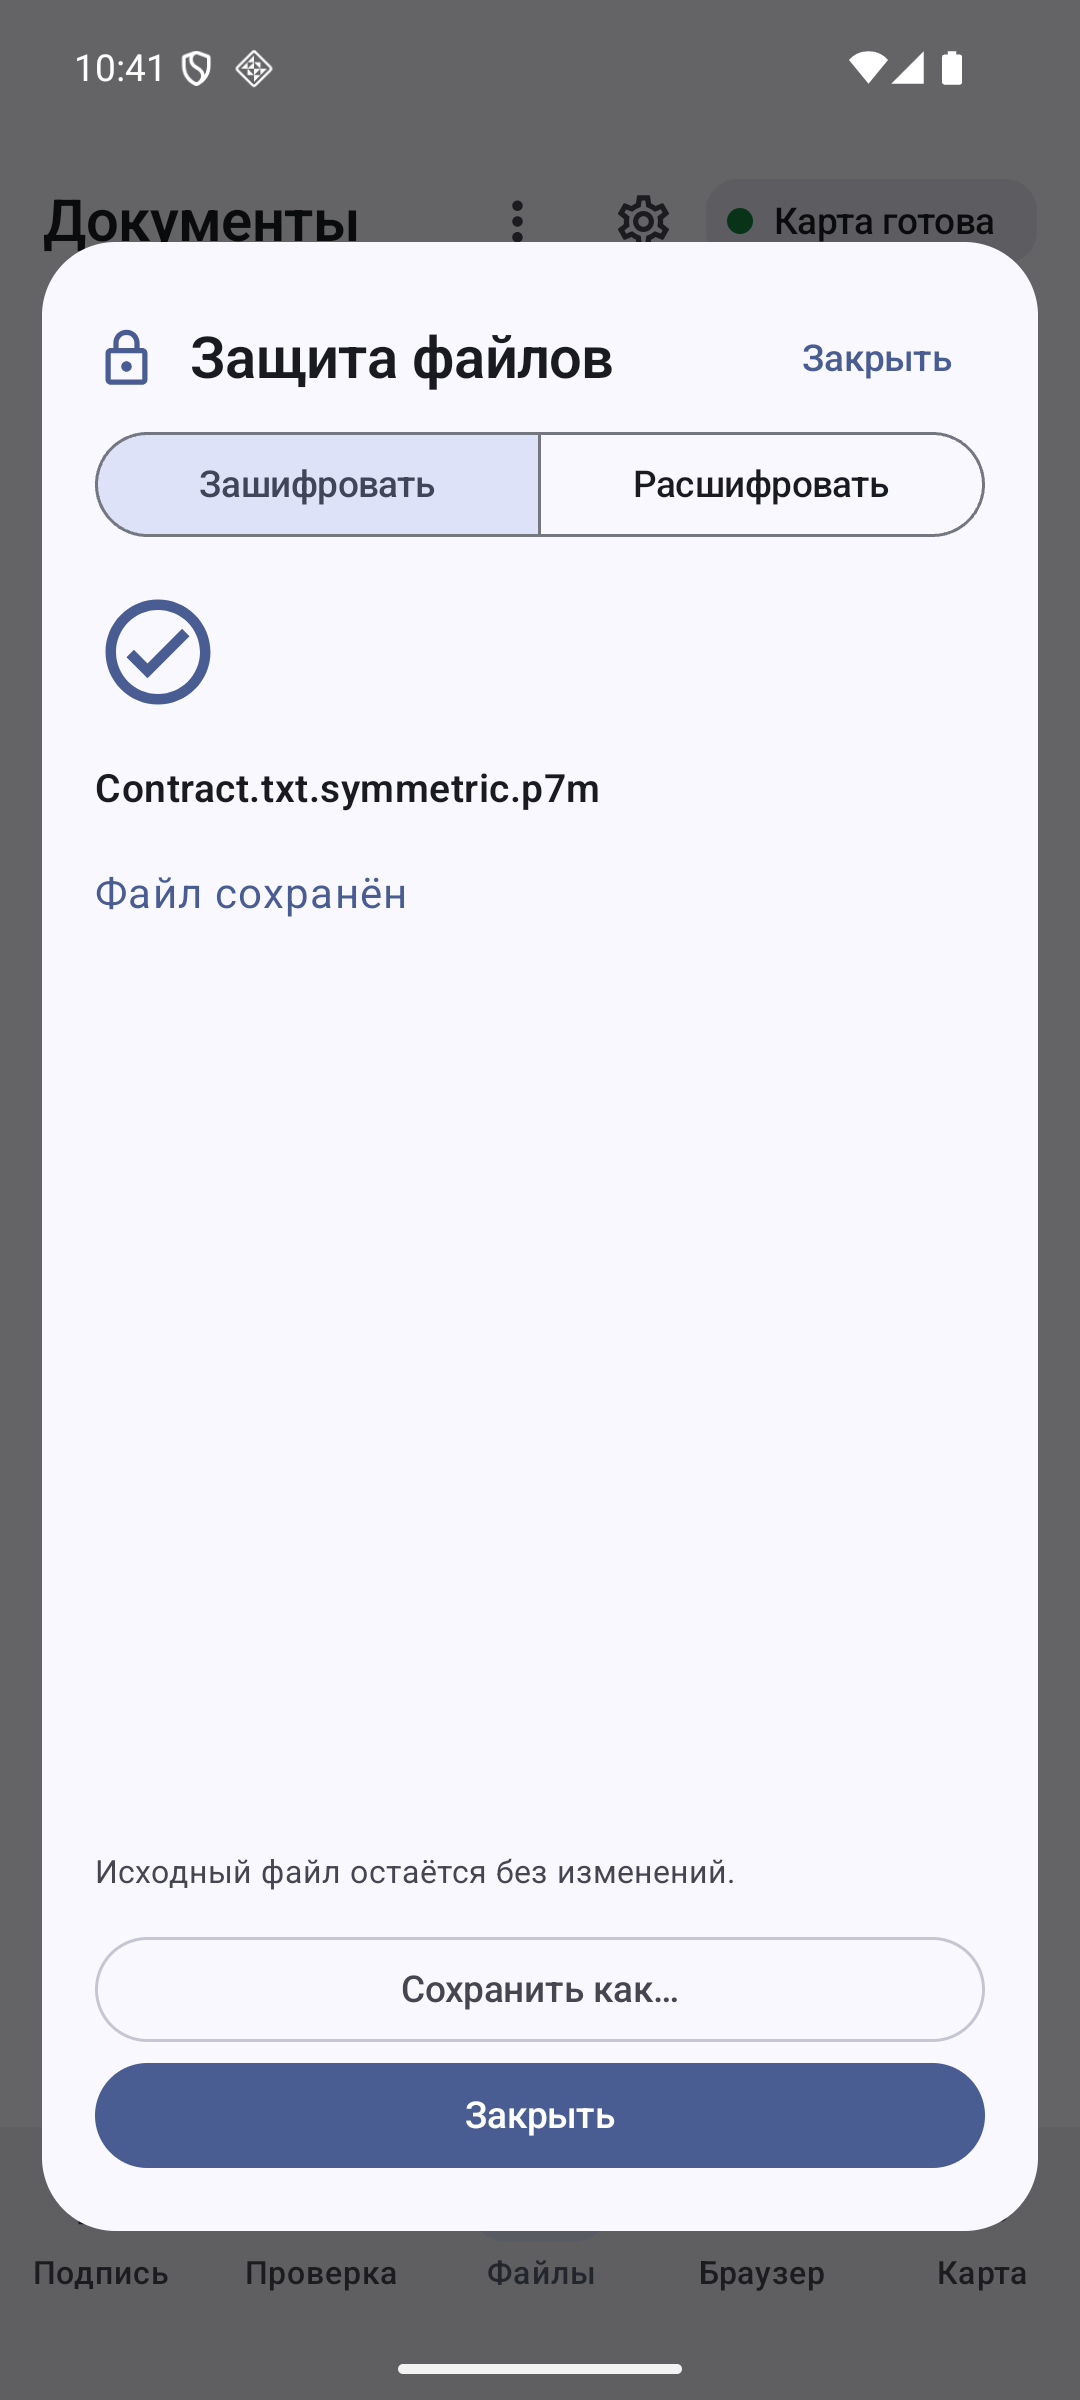 10:41
Документы
Карта готова
Защита файлов
Закрыть
Зашифровать
Расшифровать
Contract.txt.symmetric.p7m
Файл сохранён
Исходный файл остаётся без изменений.
Сохранить как...
Закрыть
Подпись
Проверка
Файлы
Браузер
Карта